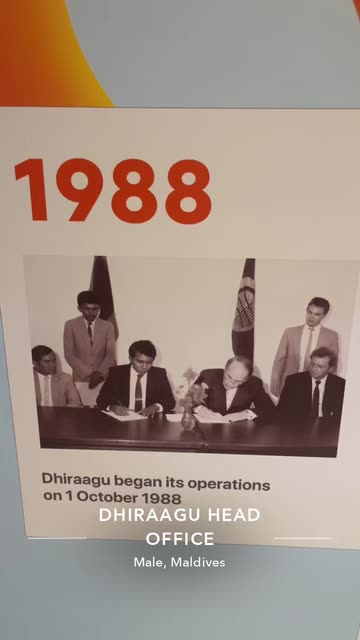 1988
Dhiraagu began its operations
on 1 October 1988
DHIRAAGU HEAD
OFFICE
Male, Maldives